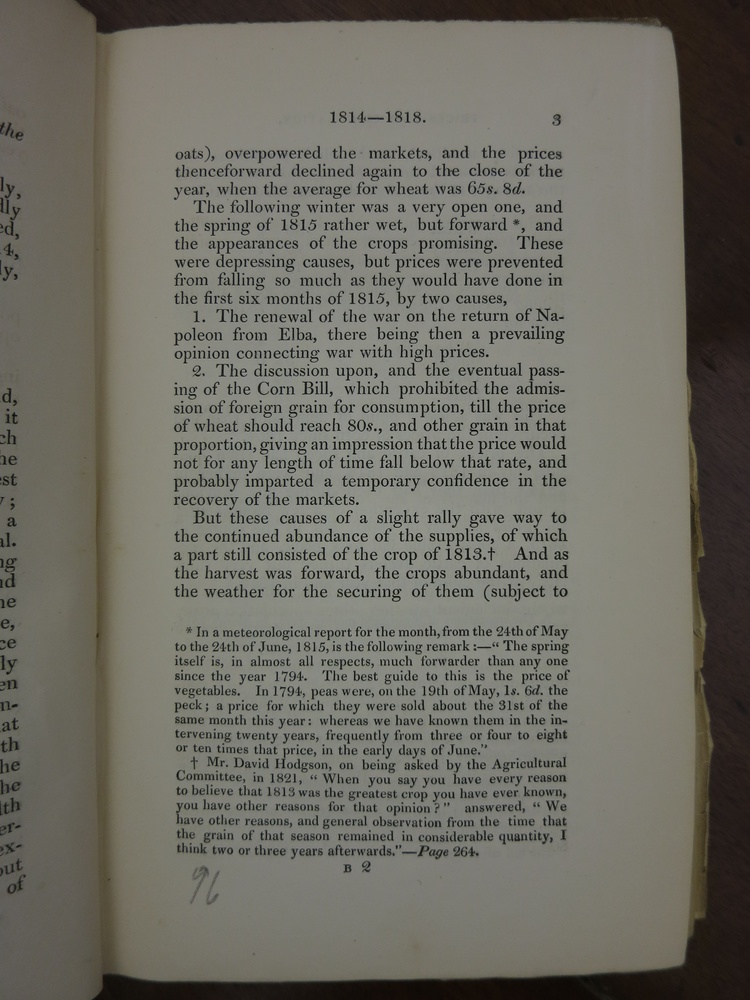 1814—1818. 3
oats), overpowered the markets, and the prices
thenceforward declined again to the close of the
year, when the average for wheat was 65s. 8d.
The following winter was a very open one, and
the spring of 1815 rather wet, but forward *, and
the appearances of the crops promising. These
were depressing causes, but prices were prevented
from falling so much as they would have done in
the first six months of 1815, by two causes,
1. The renewal of the war on the return of Na-
poleon from Elba, there being then a prevailing
opinion connecting war with high prices.
2. The discussion upon, and the eventual pass-
ing of the Corn Bill, which prohibited the admis-
sion of foreign grain for consumption, till the price
of wheat should reach 80s., and other grain in that
proportion, giving an impression that the price would
not for any length of time fall below that rate, and
probably imparted a temporary confidence in the
recovery of the markets.
But these causes of a slight rally gave way to
the continued abundance of the supplies, of which
a part still consisted of the crop of 1813.† And as
the harvest was forward, the crops abundant, and
the weather for the securing of them (subject to
* In a meteorological report for the month, from the 24th of May
to the 24th of June, 1815, is the following remark :—“ The spring
itself is, in almost all respects, much forwarder than any one
since the year 1794. The best guide to this is the price of
vegetables. In 1794, peas were, on the 19th of May, 1s. 6d. the
peck; a price for which they were sold about the 31st of the
same month this year: whereas we have known them in the in-
tervening twenty years, frequently from three or four to eight
or ten times that price, in the early days of June.”
† Mr. David Hodgson, on being asked by the Agricultural
Committee, in 1821, “ When you say you have every reason
to believe that 1813 was the greatest crop you have ever known,
you have other reasons for that opinion?” answered, “ We
have other reasons, and general observation from the time that
the grain of that season remained in considerable quantity, I
think two or three years afterwards.”—Page 264.
B 2
96